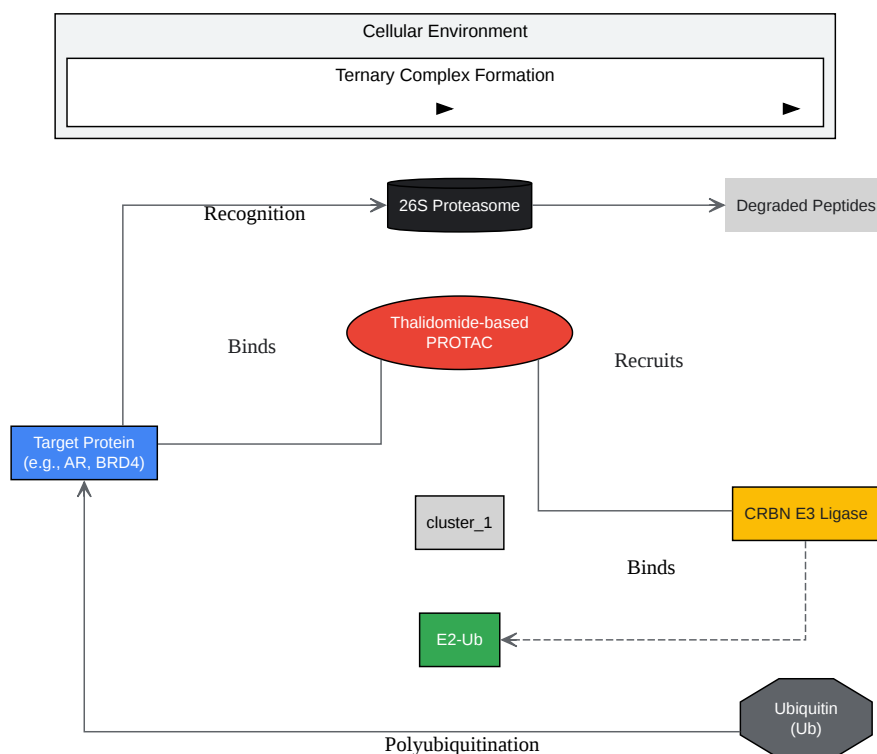 Cellular Environment
Ternary Complex Formation
26S Proteasome
Degraded Peptides
Recognition
Thalidomide-based
PROTAC
Binds
Recruits
Target Protein
(e.g., AR, BRD4)
CRBN E3 Ligase
cluster_1
Binds
E2-Ub
Ubiquitin
(Ub)
Polyubiquitination